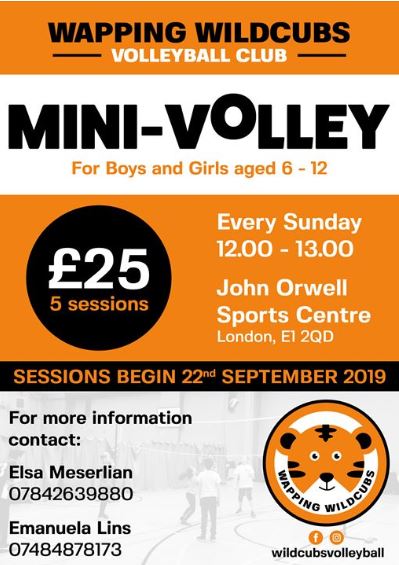 WAPPING WILDCUBS
VOLLEYBALL CLUB
MINI-VOLLEY
For Boys and Girls aged 6 - 12
£25
5 sessions
Every Sunday
12.00 - 13.00
John Orwell
Sports Centre
London, E1 2QD
SESSIONS BEGIN 22nd SEPTEMBER 2019
For more information
contact:
Elsa Meserlian
07842639880
Emanuela Lins
07484878173
WAPPING WILDCUBS
wildcubsvolleyball